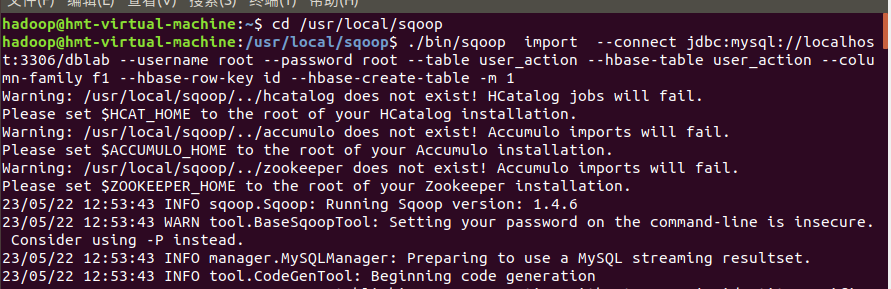 文件(F) 编辑(E) 查看(V) 搜索(S) 终端(T) 帮助(H)
hadoop@hmt-virtual-machine:~$ cd /usr/local/sqoop
hadoop@hmt-virtual-machine:/usr/local/sqoop$ ./bin/sqoop  import  --connect jdbc:mysql://localhos
t:3306/dblab --username root --password root --table user_action --hbase-table user_action --colu
mn-family f1 --hbase-row-key id --hbase-create-table -m 1
Warning: /usr/local/sqoop/../hcatalog does not exist! HCatalog jobs will fail.
Please set $HCAT_HOME to the root of your HCatalog installation.
Warning: /usr/local/sqoop/../accumulo does not exist! Accumulo imports will fail.
Please set $ACCUMULO_HOME to the root of your Accumulo installation.
Warning: /usr/local/sqoop/../zookeeper does not exist! Accumulo imports will fail.
Please set $ZOOKEEPER_HOME to the root of your Zookeeper installation.
23/05/22 12:53:43 INFO sqoop.Sqoop: Running Sqoop version: 1.4.6
23/05/22 12:53:43 WARN tool.BaseSqoopTool: Setting your password on the command-line is insecure.
 Consider using -P instead.
23/05/22 12:53:43 INFO manager.MySQLManager: Preparing to use a MySQL streaming resultset.
23/05/22 12:53:43 INFO tool.CodeGenTool: Beginning code generation